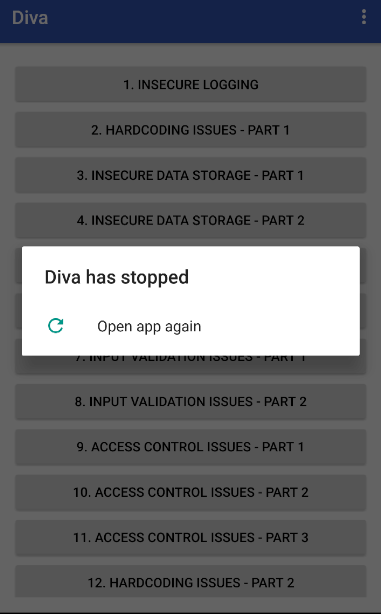 Diva
1. INSECURE LOGGING
2. HARDCODING ISSUES - PART 1
3. INSECURE DATA STORAGE - PART 1
4. INSECURE DATA STORAGE - PART 2
Diva has stopped
Open app again
7. INPUT VALIDATION ISSUES - PART 1
8. INPUT VALIDATION ISSUES - PART 2
9. ACCESS CONTROL ISSUES - PART 1
10. ACCESS CONTROL ISSUES - PART 2
11. ACCESS CONTROL ISSUES - PART 3
12. HARDCODING ISSUES - PART 2